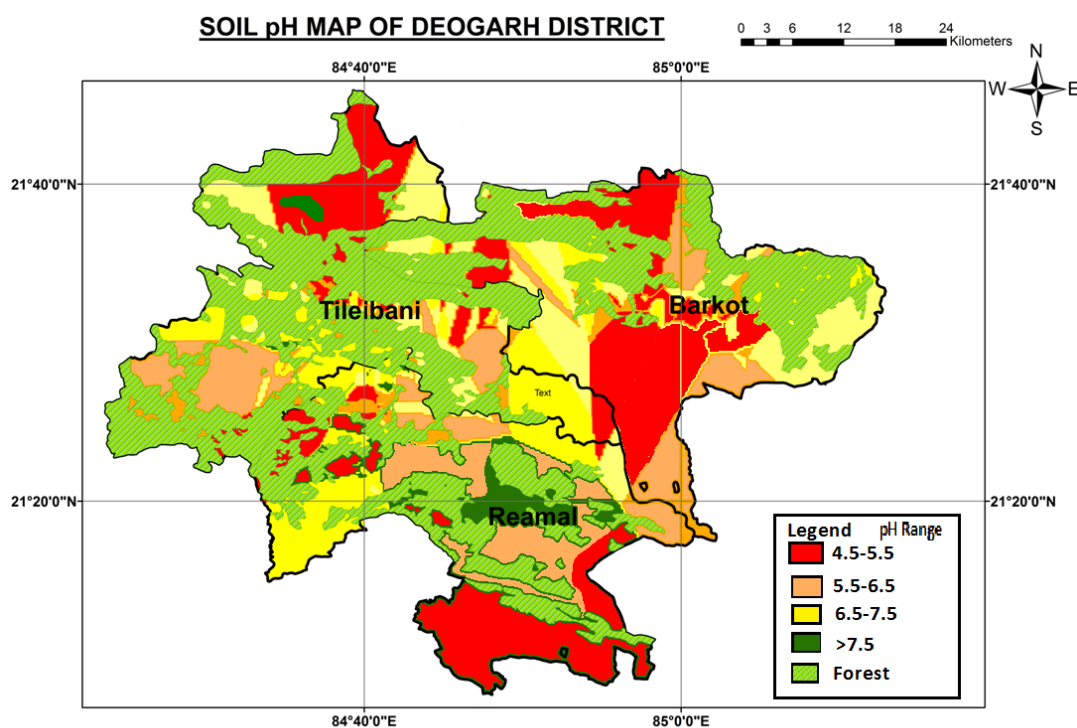 SOIL pH MAP OF DEOGARH DISTRICT
0 3 6 12 18 24
Kilometers
N
W E
S
84°40'0"E 85°0'0"E
21°40'0"N 21°40'0"N
Tileibani
Barkot
?
Text
21°20'0"N 21°20'0"N
Reamal
Legend pH Range
4.5-5.5
5.5-6.5
6.5-7.5
>7.5
Forest
84°40'0"E 85°0'0"E